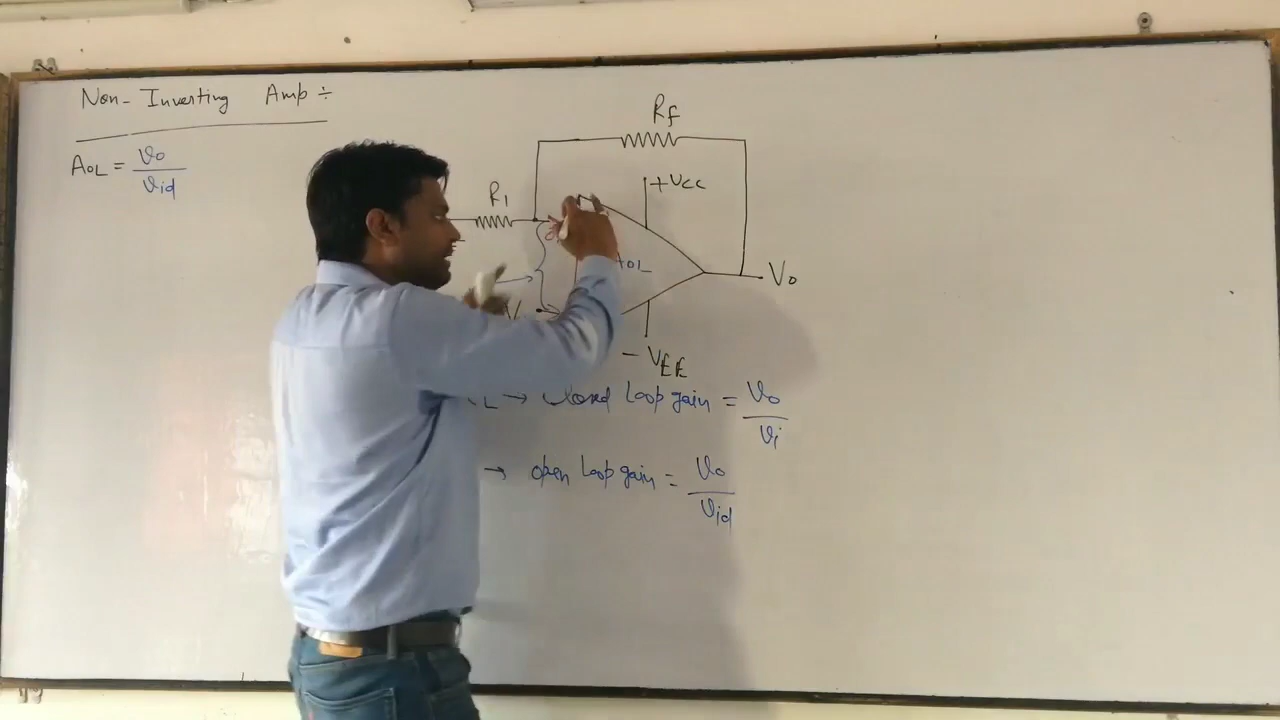 Non-Inverting Amp ÷
AOL = Vo / Vid
Rf
+VCC
R1
AOL
Vo
V
- VEE
L → Closed Loop gain = Vo / Vi
→ open Loop gain = Vo / Vid